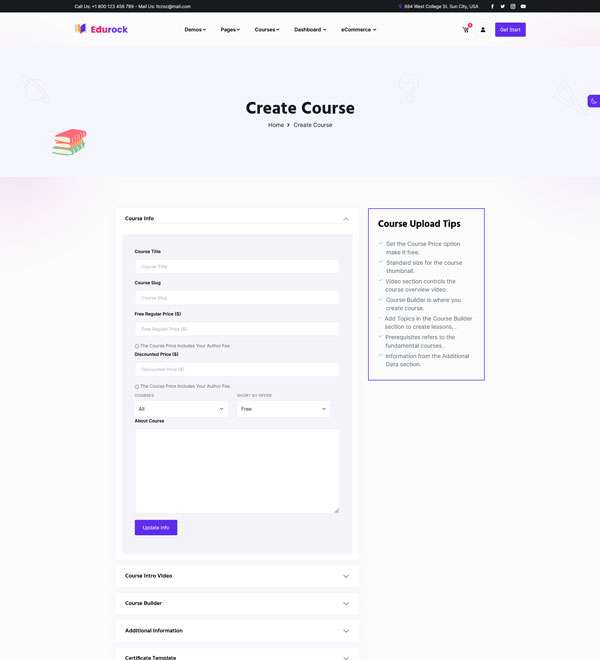 Call Us: +1 800 123 456 789 - Mail Us: Itcroc@mail.com
684 West College St. Sun City, USA
Edurock
Demos Pages Courses Dashboard eCommerce
Get Start
Create Course
Home Create Course
Course Info
Course Title
Course Title
Course Slug
Course Slug
Free Regular Price ($)
Free Regular Price ($)
The Course Price Includes Your Author Fee.
Discounted Price ($)
Discounted Price ($)
The Course Price Includes Your Author Fee.
COURSES
SHORT BY OFFER
All
Free
About Course
Update Info
Course Intro Video
Course Builder
Additional Information
Certificate Template
Course Upload Tips
Set the Course Price option
make it free.
Standard size for the course
thumbnail.
Video section controls the
course overview video.
Course Builder is where you
create course.
Add Topics in the Course Builder
section to create lessons, .
Prerequisites refers to the
fundamental courses .
Information from the Additional
Data section.